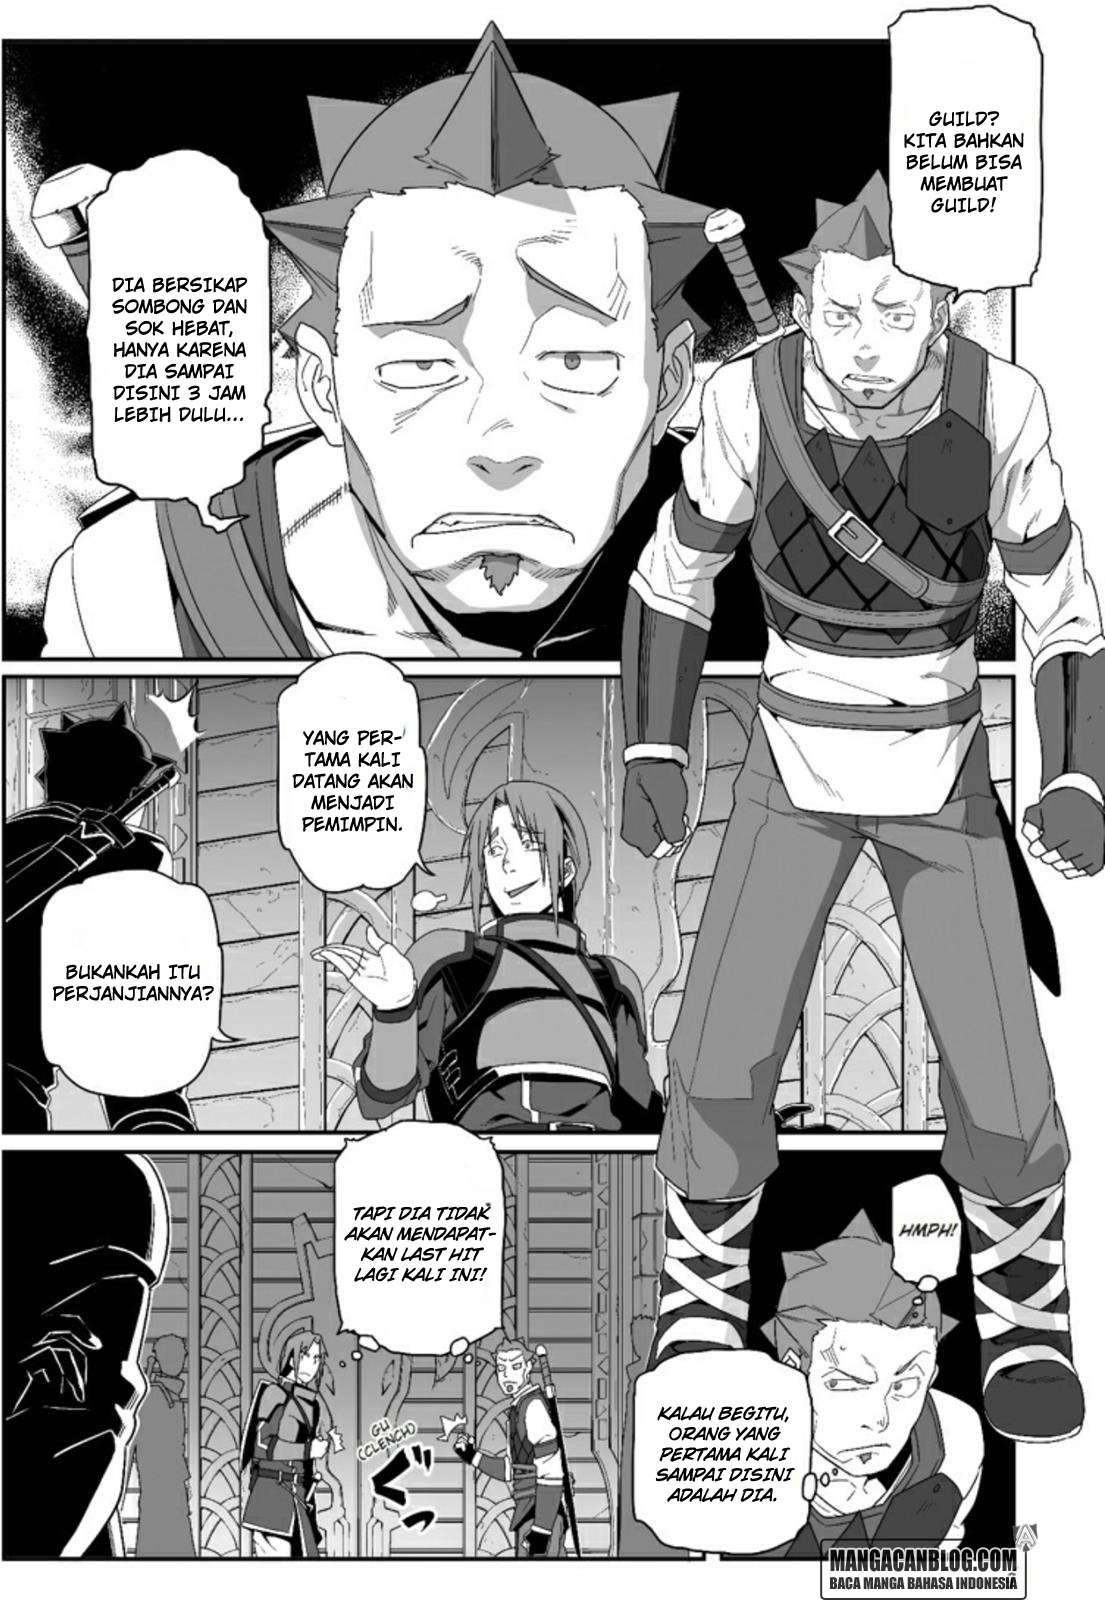 GUILD?
KITA BAHKAN
BELUM BISA
MEMBUAT
GUILD!
DIA BERSIKAP
SOMBONG DAN
SOK HEBAT,
HANYA KARENA
DIA SAMPAI
DISINI 3 JAM
LEBIH DULU...
YANG PER-
TAMA KALI
DATANG AKAN
MENJADI
PEMIMPIN.
BUKANKAH ITU
PERJANJIANNYA?
HMPH!
KALAU BEGITU,
ORANG YANG
PERTAMA KALI
SAMPAI DISINI
ADALAH DIA.
TAPI DIA TIDAK
AKAN MENDAPAT-
KAN LAST HIT
LAGI KALI INI!
GU
(CLENCH)
ぐっ
MANGACANBLOG.COM
BACA MANGA BAHASA INDONESIA